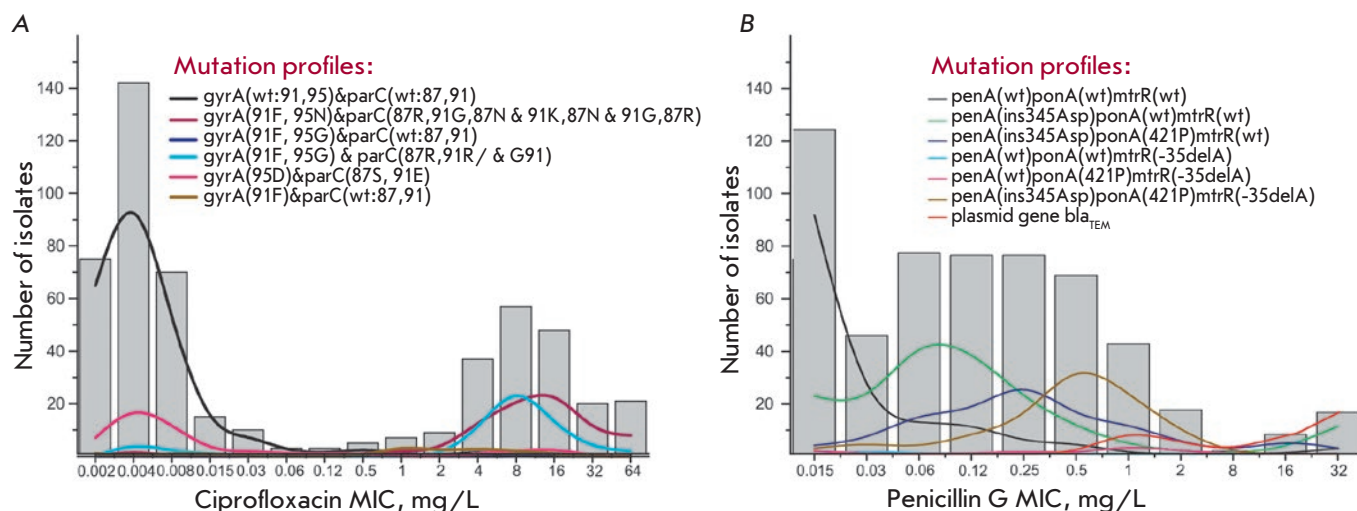 A
Mutation profiles:
gyrA(wt:91,95)&parC(wt:87,91)
gyrA(91F, 95N)&parC(87R,91G,87N & 91K,87N & 91G,87R)
gyrA(91F, 95G)&parC(wt:87,91)
gyrA(91F, 95G) & parC(87R,91R/ & G91)
gyrA(95D)&parC(87S, 91E)
gyrA(91F)&parC(wt:87,91)
Number of isolates
140
120
100
80
60
40
20
0.002 0.004 0.008 0.015 0.03 0.06 0.12 0.5 1 2 4 8 16 32 64
Ciprofloxacin MIC, mg/L
B
Mutation profiles:
penA(wt)ponA(wt)mtrR(wt)
penA(ins345Asp)ponA(wt)mtrR(wt)
penA(ins345Asp)ponA(421P)mtrR(wt)
penA(wt)ponA(wt)mtrR(-35delA)
penA(wt)ponA(421P)mtrR(-35delA)
penA(ins345Asp)ponA(421P)mtrR(-35delA)
plasmid gene bla_TEM
Number of isolates
140
120
100
80
60
40
20
0.015 0.03 0.06 0.12 0.25 0.5 1 2 8 16 32
Penicillin G MIC, mg/L